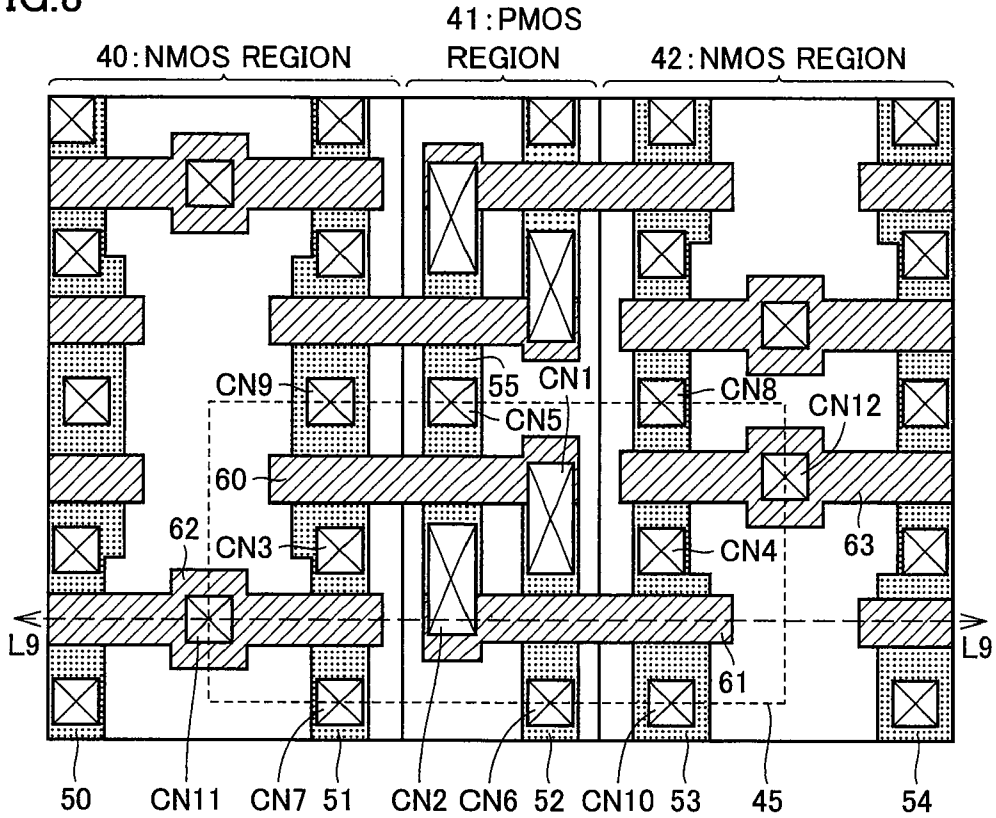 IG.8
41:PMOS
40:NMOS REGION REGION 42:NMOS REGION
CN9 55 CN1 CN8
CN5 CN12
60
62 CN3 CN4 63
L9 L9
61
50 CN11 CN7 51 CN2 CN6 52 CN10 53 45 54